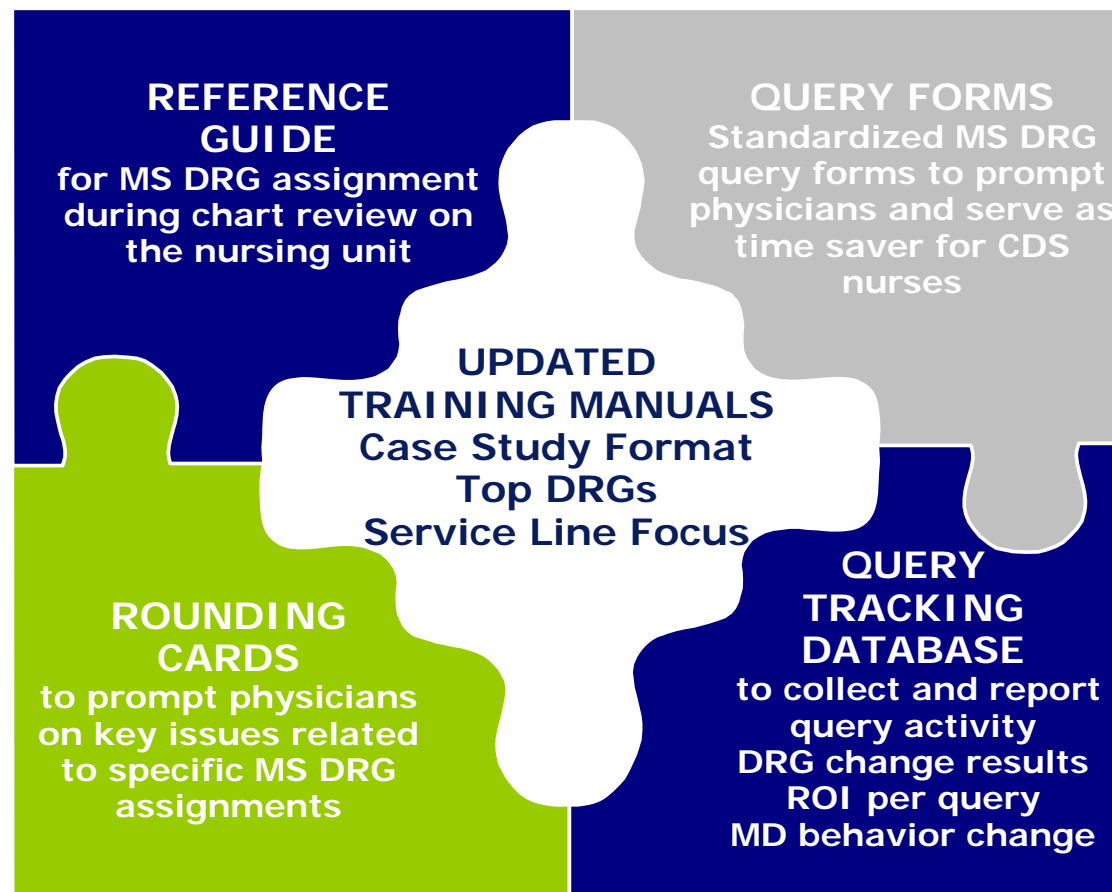 REFERENCE
GUIDE
for MS DRG assignment
during chart review on
the nursing unit
QUERY FORMS
Standardized MS DRG
query forms to prompt
physicians and serve as
time saver for CDS
nurses
UPDATED
TRAINING MANUALS
Case Study Format
Top DRGs
Service Line Focus
ROUNDING
CARDS
to prompt physicians
on key issues related
to specific MS DRG
assignments
QUERY
TRACKING
DATABASE
to collect and report
query activity
DRG change results
ROI per query
MD behavior change